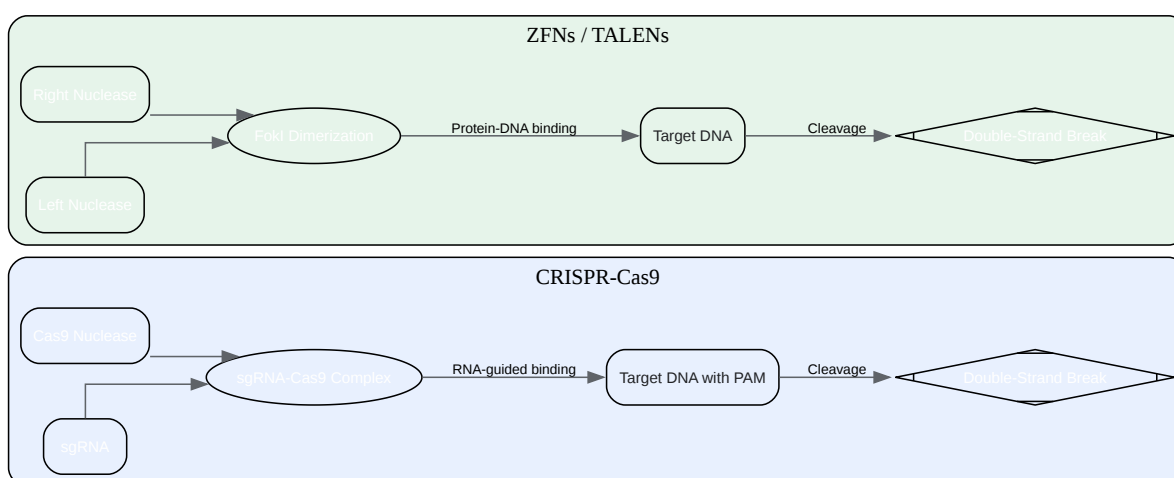 ZFNs / TALENs
Right Nuclease
FokI Dimerization
Protein-DNA binding
Target DNA
Cleavage
Double-Strand Break
Left Nuclease
CRISPR-Cas9
Cas9 Nuclease
sgRNA-Cas9 Complex
RNA-guided binding
Target DNA with PAM
Cleavage
Double-Strand Break
sgRNA